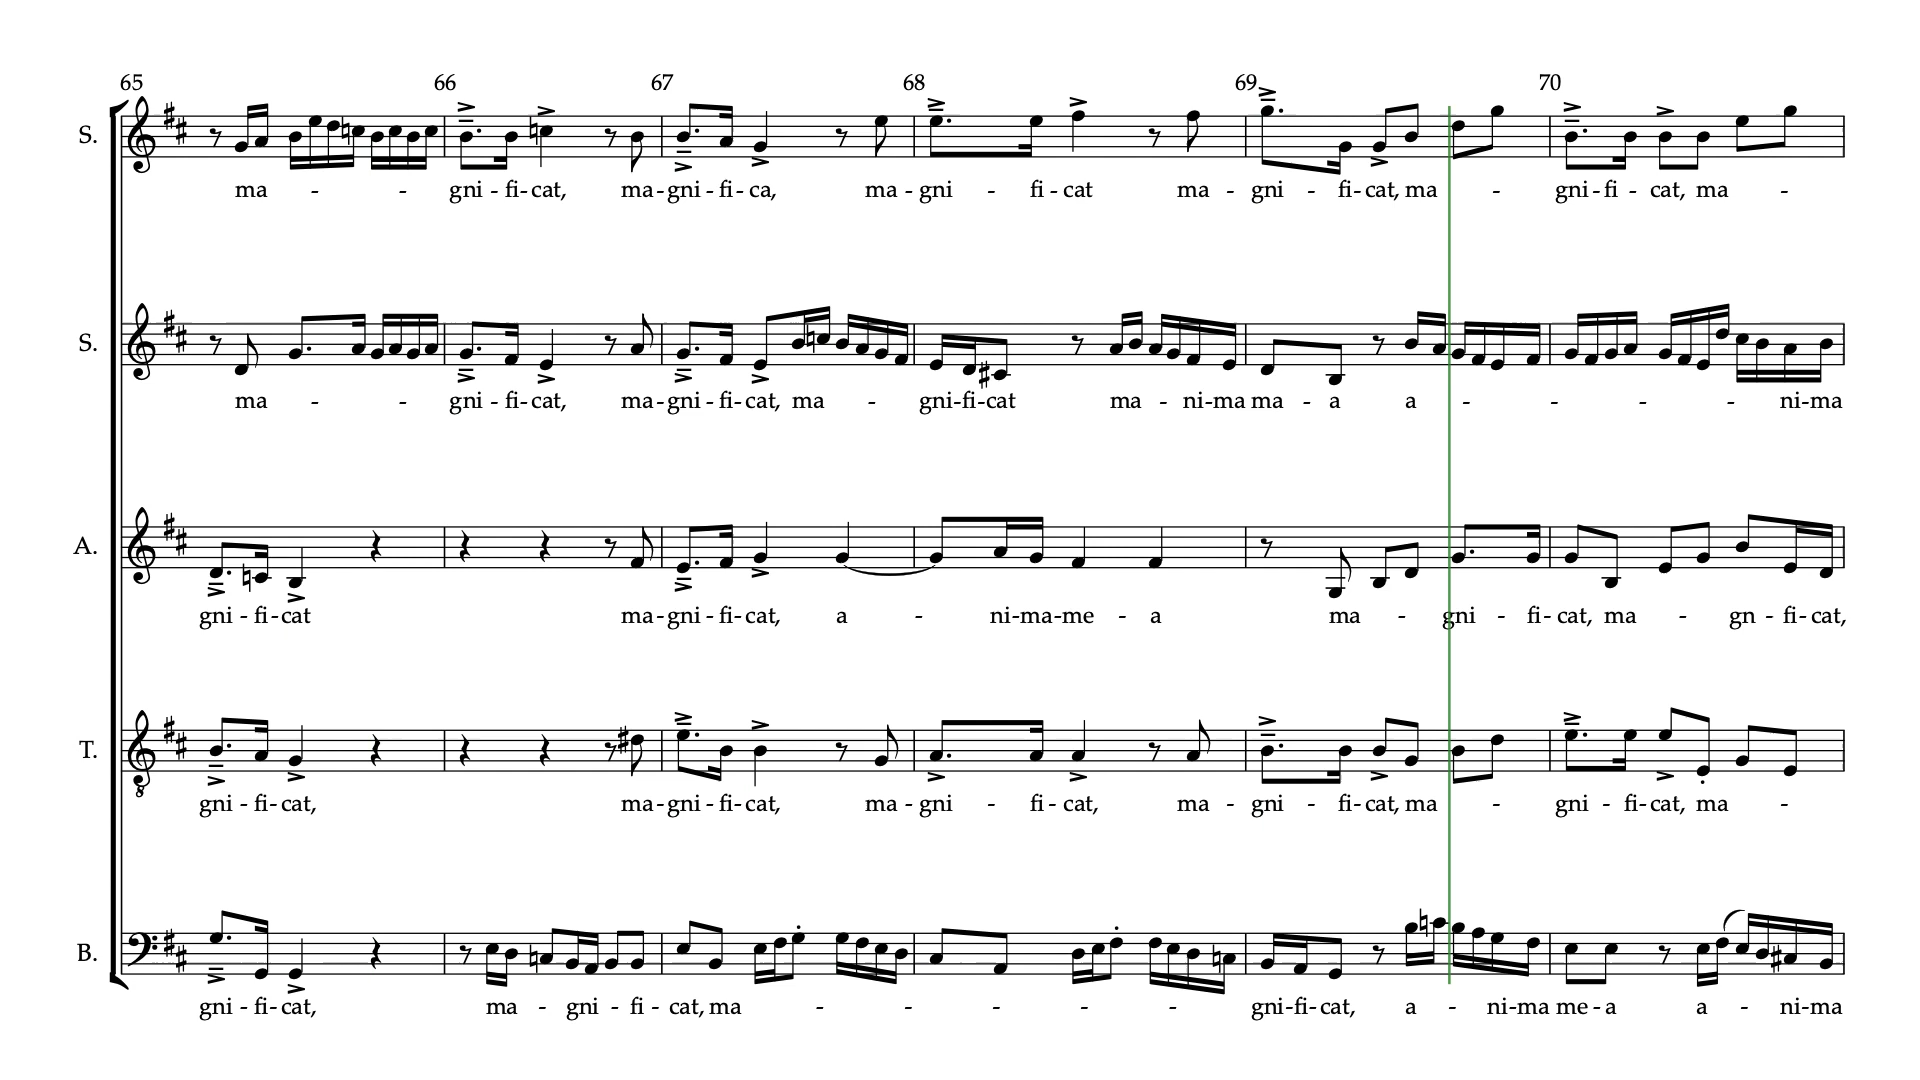 65 66 67 68 69 70
S.
ma - - gni - fi - cat, ma - gni - fi - ca, ma - gni - fi - cat ma - gni - fi - cat, ma - gni - fi - cat, ma -
S.
ma - - gni - fi - cat, ma - gni - fi - cat, ma - gni - fi - cat ma - ni - ma ma - a a - - - - ni - ma
A.
gni - fi - cat ma - gni - fi - cat, a - ni - ma - me - a ma - gni - fi - cat, ma - gn - fi - cat,
T.
8
gni - fi - cat, ma - gni - fi - cat, ma - gni - fi - cat, ma - gni - fi - cat, ma - gni - fi - cat, ma -
B.
gni - fi - cat, ma - gni - fi - cat, ma - - - - - gni - fi - cat, a - ni - ma me - a a - ni - ma